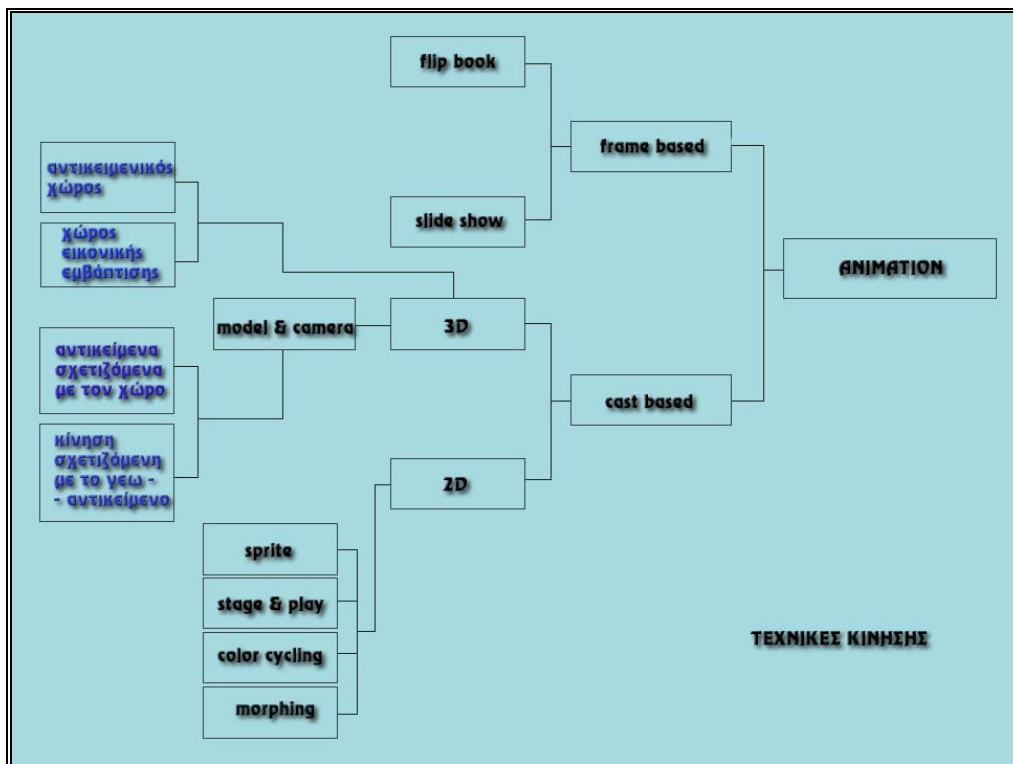 flip book
frame based
αντικειμενικός
χώρος
slide show
χώρος
εικονικής
εμβάπτισης
ANIMATION
model & camera
3D
αντικείμενα
σχετιζόμενα
με τον χώρο
cast based
κίνηση
σχετιζόμενη
με το γεω -
- αντικείμενο
2D
sprite
stage & play
color cycling
morphing
ΤΕΧΝΙΚΕΣ ΚΙΝΗΣΗΣ